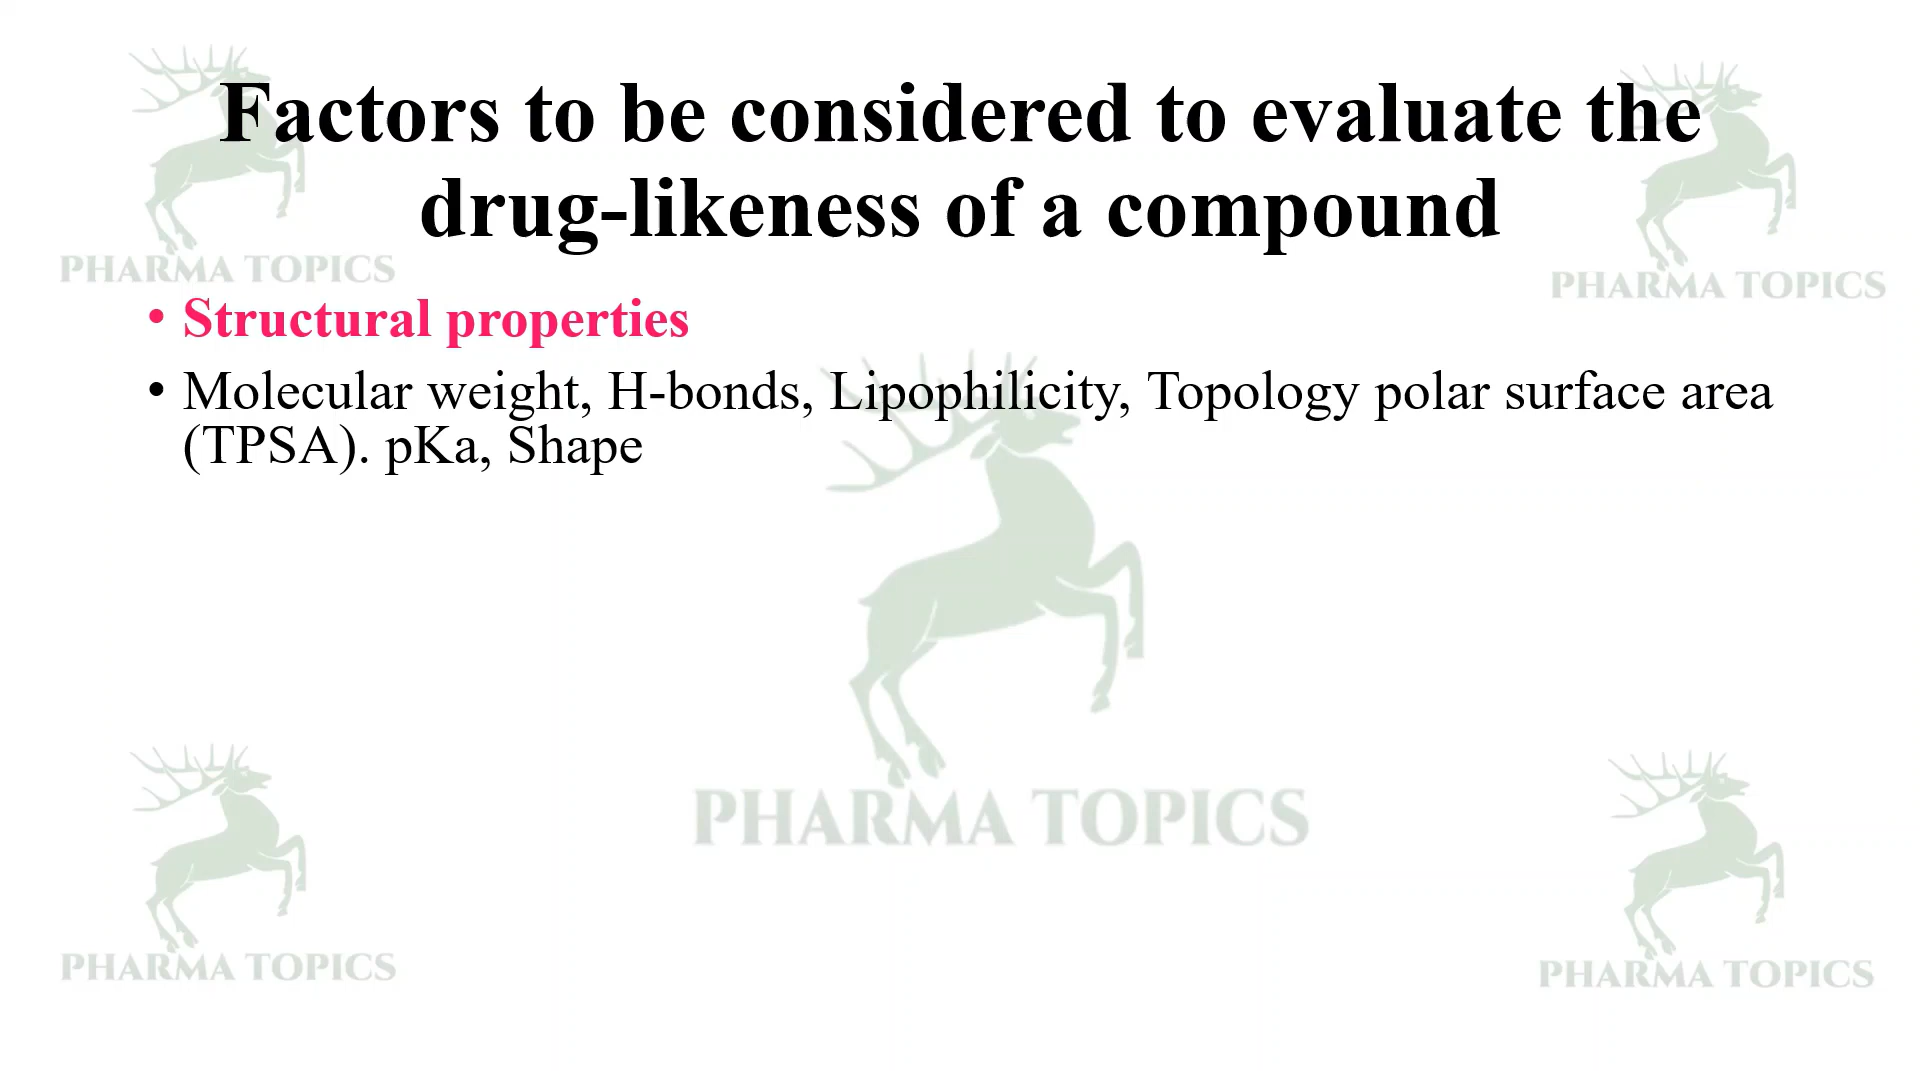 Factors to be considered to evaluate the
drug-likeness of a compound
PHARMA TOPICS
PHARMA TOPICS
• Structural properties
• Molecular weight, H-bonds, Lipophilicity, Topology polar surface area
(TPSA). pKa, Shape
PHARMA TOPICS
PHARMA TOPICS
PHARMA TOPICS